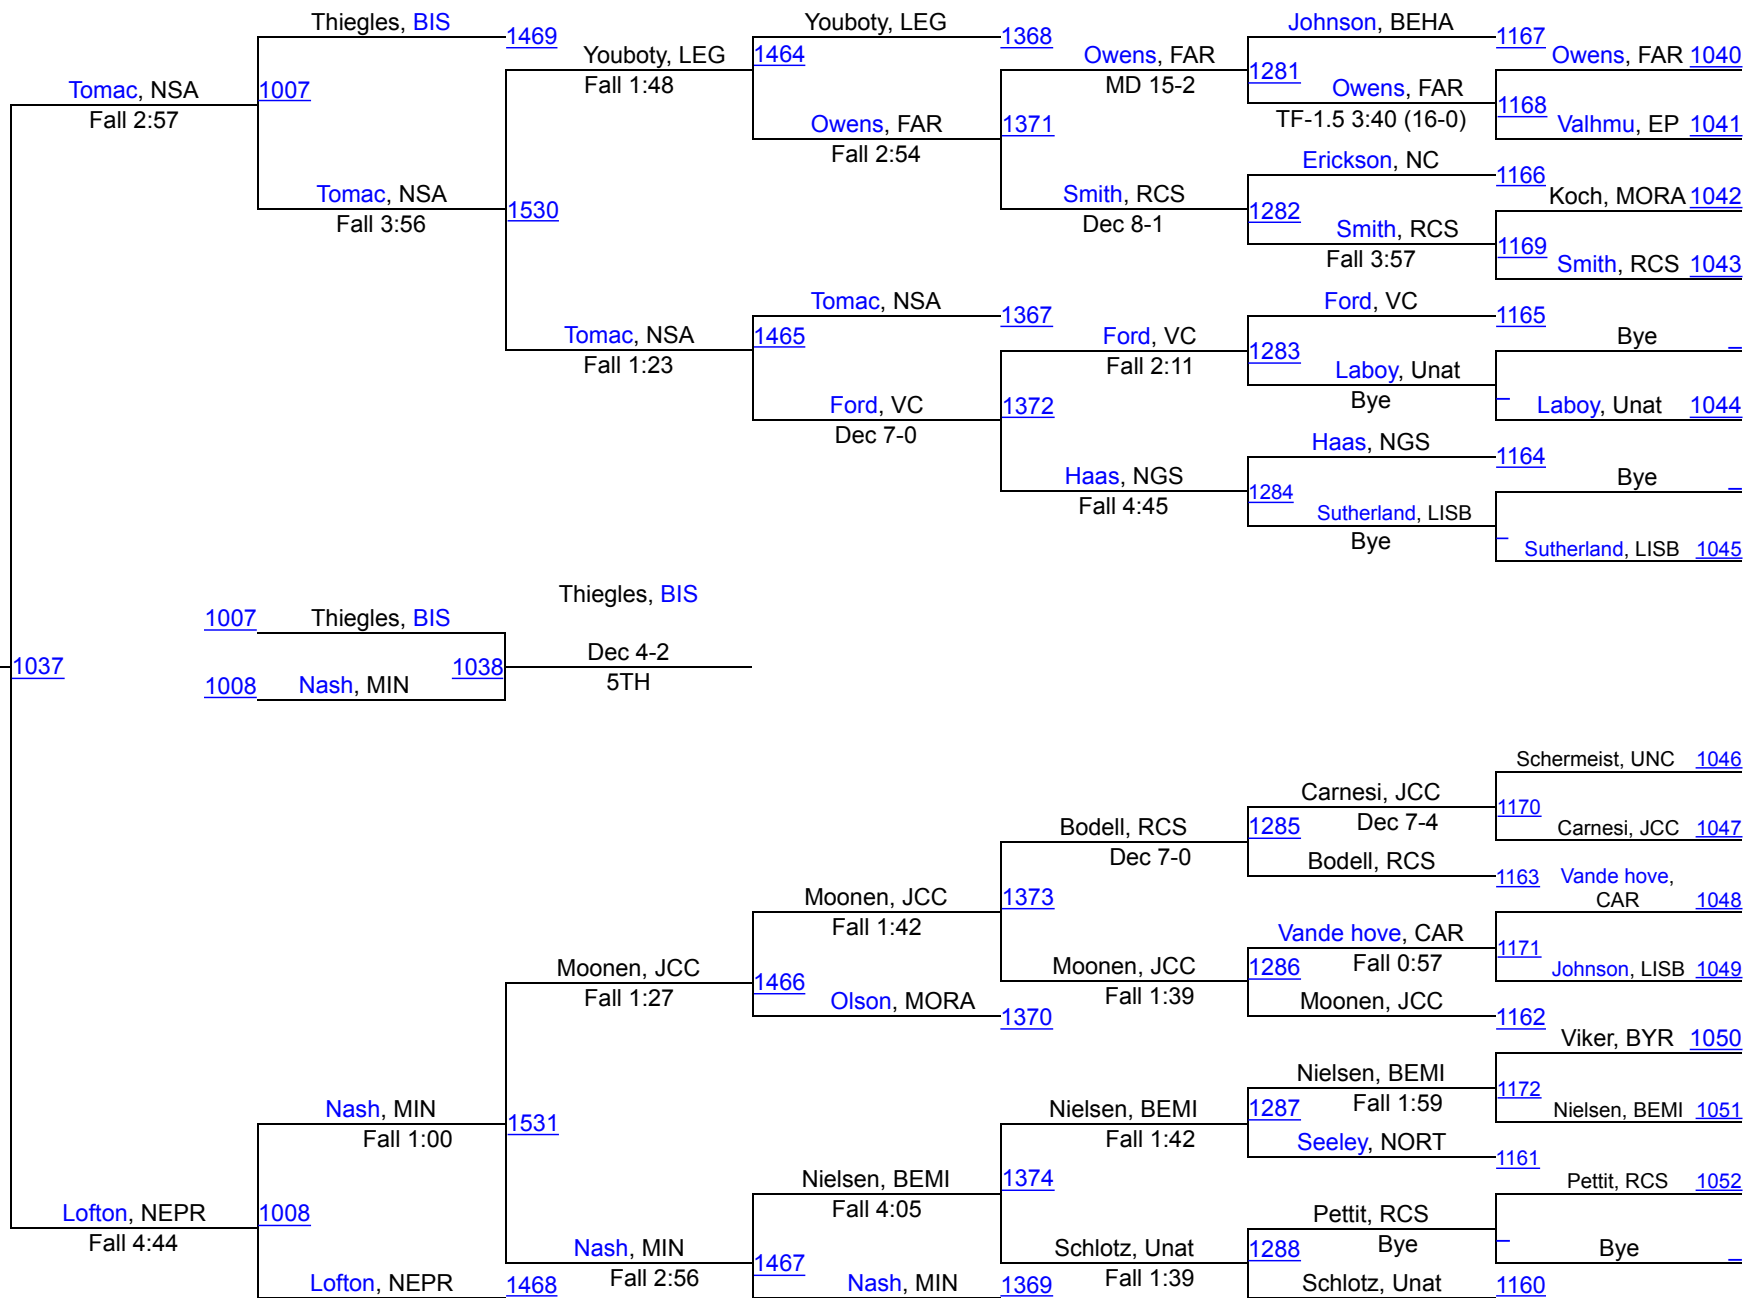 Thiegles, BIS
1469
Youboty, LEG
1368
Johnson, BEHA
1167
Youboty, LEG
Fall 1:48
1464
Owens, FAR
MD 15-2
1281
Owens, FAR 1040
Tomac, NSA
Fall 2:57
1007
Owens, FAR
TF-1.5 3:40 (16-0)
1168
Valhmu, EP 1041
Owens, FAR
Fall 2:54
1371
Erickson, NC
1166
Koch, MORA 1042
Tomac, NSA
Fall 3:56
1530
Smith, RCS
Dec 8-1
1282
Smith, RCS
Fall 3:57
1169
Smith, RCS 1043
Tomac, NSA
1367
Ford, VC
1165
Tomac, NSA
Fall 1:23
1465
Ford, VC
Fall 2:11
1283
Bye _
Laboy, Unat
Bye
_
Laboy, Unat 1044
Ford, VC
Dec 7-0
1372
Haas, NGS
1164
Haas, NGS
Fall 4:45
1284
Bye _
Sutherland, LISB
Bye
_
Sutherland, LISB 1045
Thiegles, BIS
1007 Thiegles, BIS
1037
1038
Dec 4-2
5TH
1008 Nash, MIN
Schermeist, UNC 1046
Carnesi, JCC
Dec 7-4
1170
Carnesi, JCC 1047
Bodell, RCS
Dec 7-0
1285
Bodell, RCS
1163
Vande hove,
CAR 1048
Moonen, JCC
Fall 1:42
1373
Vande hove, CAR
Fall 0:57
1171
Johnson, LISB 1049
Moonen, JCC
Fall 1:27
1466
Moonen, JCC
Fall 1:39
1286
Olson, MORA
1370
Moonen, JCC
1162
Viker, BYR 1050
Nielsen, BEMI
Fall 1:59
1172
Nielsen, BEMI 1051
Nash, MIN
Fall 1:00
1531
Nielsen, BEMI
Fall 1:42
1287
Seeley, NORT
1161
Nielsen, BEMI
Fall 4:05
1374
Pettit, RCS 1052
Lofton, NEPR
Fall 4:44
1008
Pettit, RCS
Bye
_
Bye _
Nash, MIN
Fall 2:56
1467
Schlotz, Unat
Fall 1:39
1288
Lofton, NEPR
1468
Nash, MIN
1369
Schlotz, Unat
1160